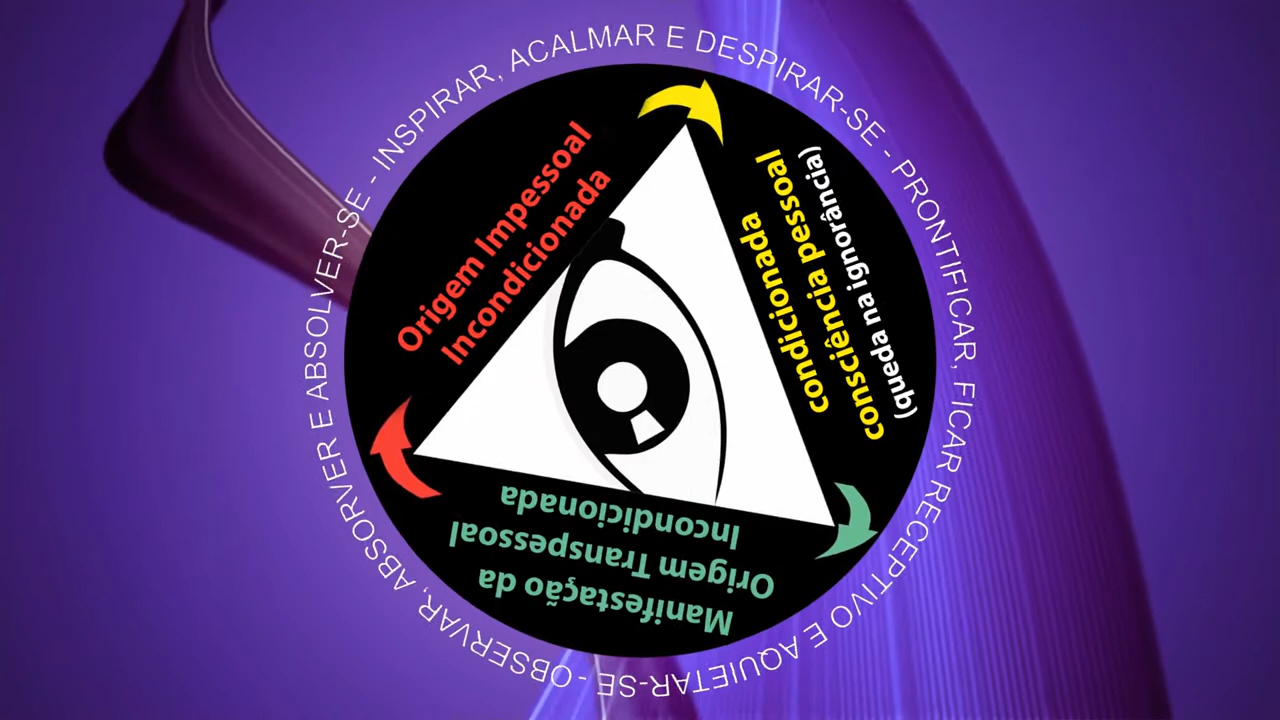 - INSPIRAR, ACALMAR E DESPIRAR-SE - PRONTIFICAR, FICAR RECEPTIVO E AQUIETAR-SE - OBSERVAR, ABSORVER E ABSOLVER-SE
Origem Impessoal
Incondicionada
(queda na ignorância)
consciência pessoal
condicionada
Manifestação da
Origem Transpessoal
Incondicionada